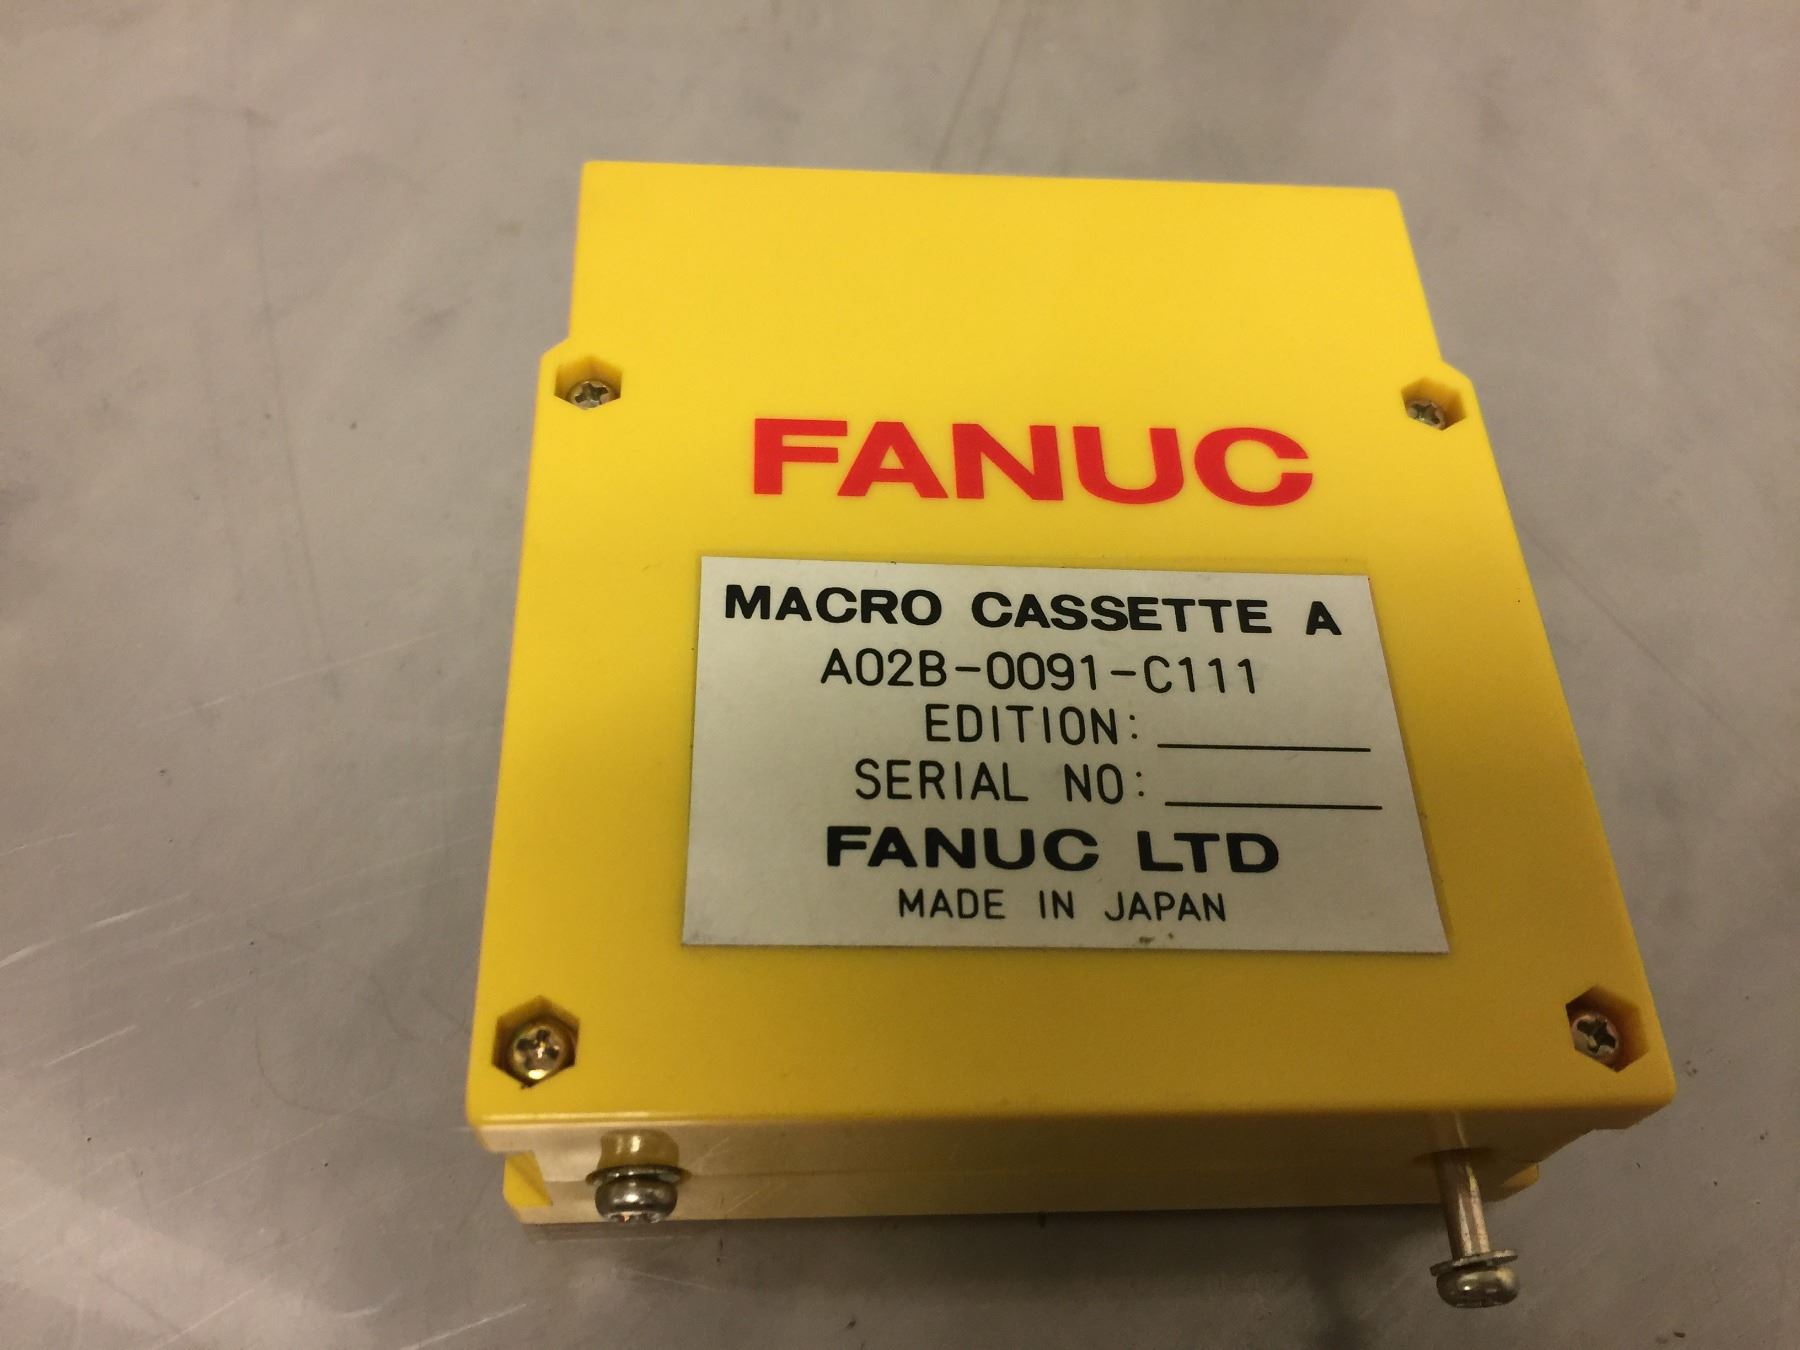 FANUC
MACRO CASSETTE A
A02B-0091-C111
EDITION:
SERIAL NO:
FANUC LTD
MADE IN JAPAN